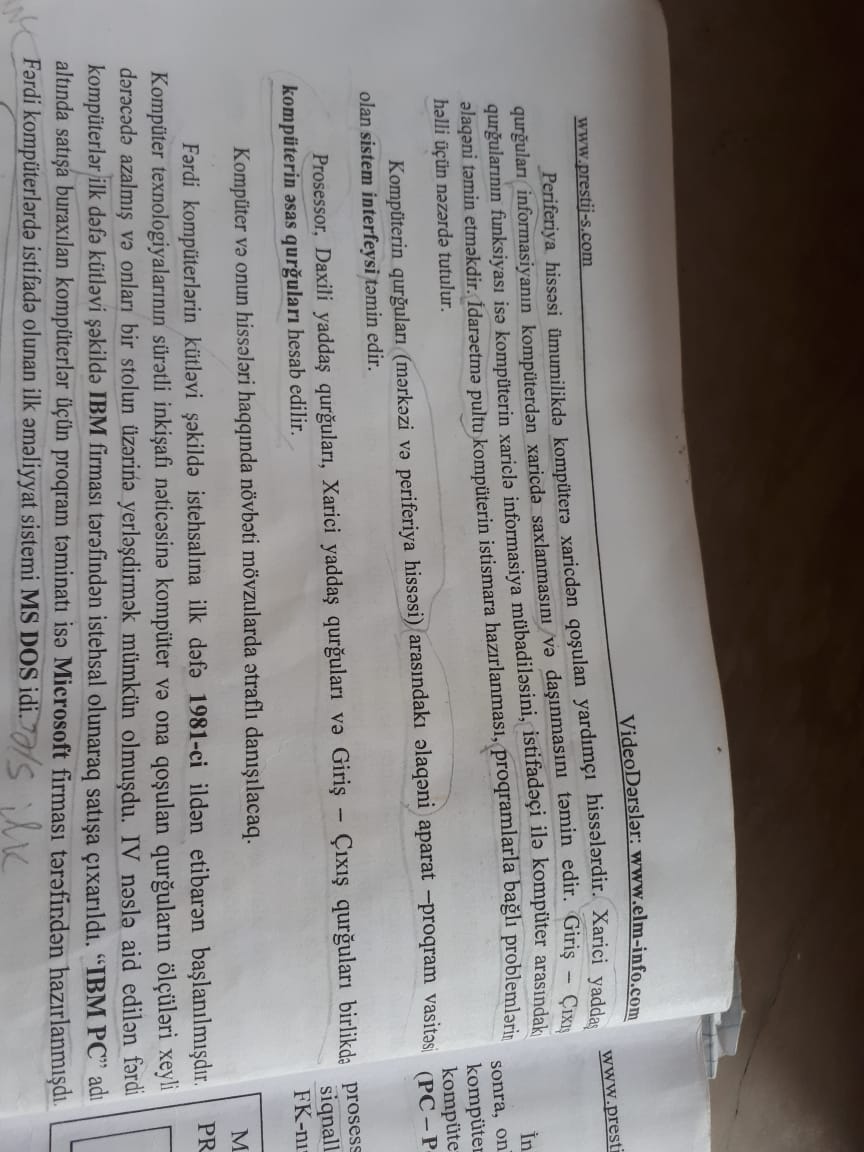 www.prestij-s.com VideoDərslər: www.elm-info.com
Periferiya hissəsi ümumilikdə kompüterə xaricdən qoşulan yardımçı hissələrdir. Xarici yaddaş
qurğuları informasiyanın kompüterdən xaricdə saxlanmasını və daşınmasını təmin edir. Giriş – Çıxış
qurğularının funksiyası isə kompüterin xariclə informasiya mübadiləsini, istifadəçi ilə kompüter arasındakı
əlaqəni təmin etməkdir. İdarəetmə pultu kompüterin istismara hazırlanması, proqramlarla bağlı problemlərin
həlli üçün nəzərdə tutulur.
Kompüterin qurğuları (mərkəzi və periferiya hissəsi) arasındakı əlaqəni aparat –proqram vasitəsi
olan sistem interfeysi təmin edir.
Prosessor, Daxili yaddaş qurğuları, Xarici yaddaş qurğuları və Giriş – Çıxış qurğuları birlikdə
kompüterin əsas qurğuları hesab edilir.
Kompüter və onun hissələri haqqında növbəti mövzularda ətraflı danışılacaq.
Fərdi kompüterlərin kütləvi şəkildə istehsalına ilk dəfə 1981-ci ildən etibarən başlanılmışdır.
Kompüter texnologiyalarının sürətli inkişafı nəticəsinə kompüter və ona qoşulan qurğuların ölçüləri xeyli
dərəcədə azalmış və onları bir stolun üzərinə yerləşdirmək mümkün olmuşdu. IV nəslə aid edilən fərdi
kompüterlər ilk dəfə kütləvi şəkildə IBM firması tərəfindən istehsal olunaraq satışa çıxarıldı. “IBM PC” adı
altında satışa buraxılan kompüterlər üçün proqram təminatı isə Microsoft firması tərəfindən hazırlanmışdı.
Fərdi kompüterlərdə istifadə olunan ilk əməliyyat sistemi MS DOS idi.
ilk
www.presti
İn
sonra, on
kompüter
kompüte
(PC – P
prosess
siqnall
FK-nı
M
PR